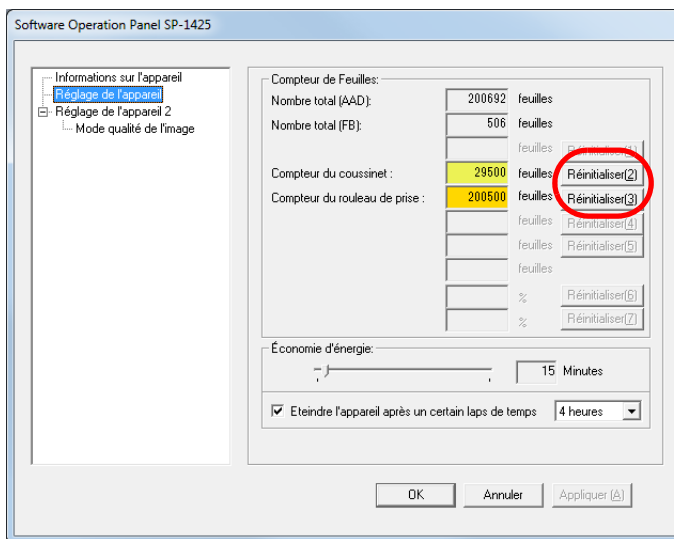 Software Operation Panel SP-1425
Informations sur l'appareil
Réglage de l'appareil
Réglage de l'appareil 2
Mode qualité de l'image
Compteur de Feuilles:
Nombre total (AAD): 200692 feuilles
Nombre total (FB): 506 feuilles
feuilles Réinitialiser(1)
Compteur du coussinet : 29500 feuilles Réinitialiser(2)
Compteur du rouleau de prise : 200500 feuilles Réinitialiser(3)
feuilles Réinitialiser(4)
feuilles Réinitialiser(5)
feuilles
% Réinitialiser(6)
% Réinitialiser(7)
Économie d'énergie:
15 Minutes
Eteindre l'appareil après un certain laps de temps 4 heures
OK Annuler Appliquer (A)